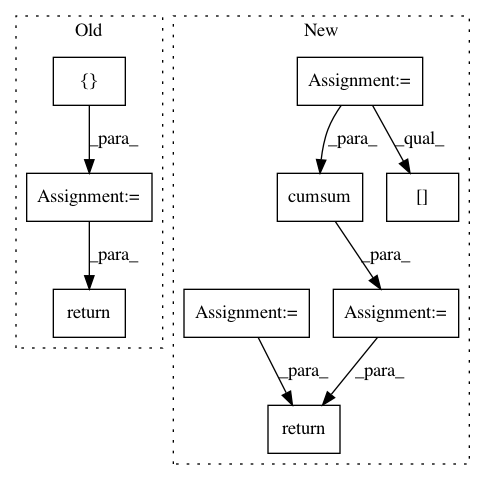 Old
New
{}
Assignment:=
_para_
_para_
_qual_
Assignment:=
cumsum
[]
_para_
_para_
return
Assignment:=
Assignment:=
_para_
_para_
return